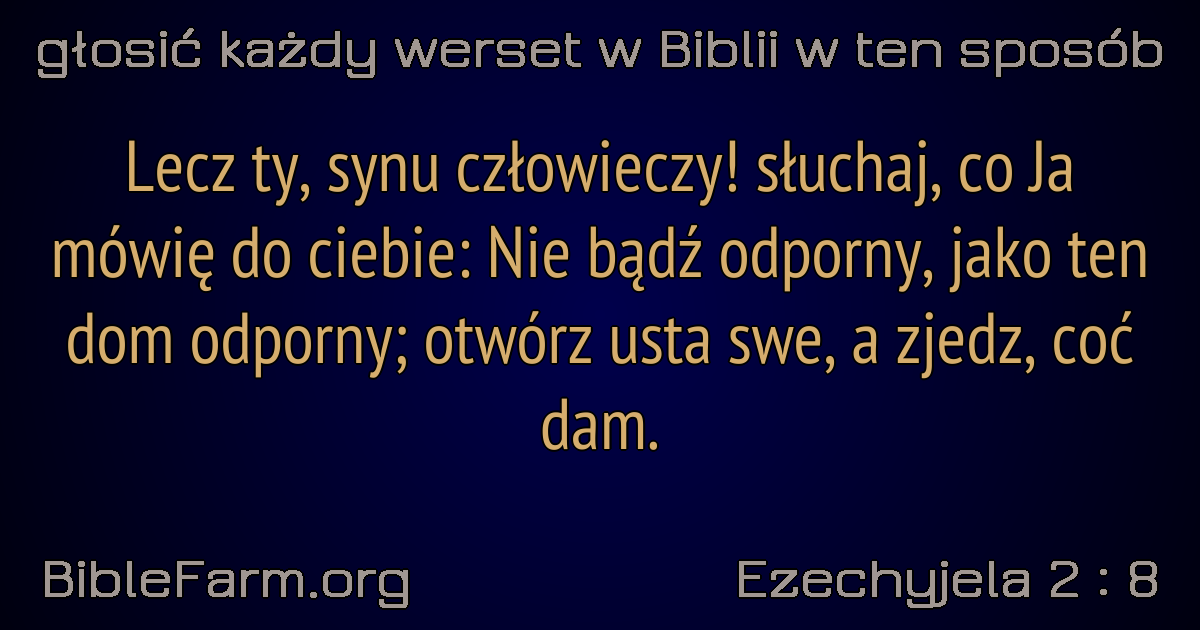 głosić każdy werset w Biblii w ten sposób
Lecz ty, synu człowieczy! słuchaj, co Ja
mówię do ciebie: Nie bądź odporny, jako ten
dom odporny; otwórz usta swe, a zjedz, coć
dam.
BibleFarm.org
Ezechyjela 2 : 8